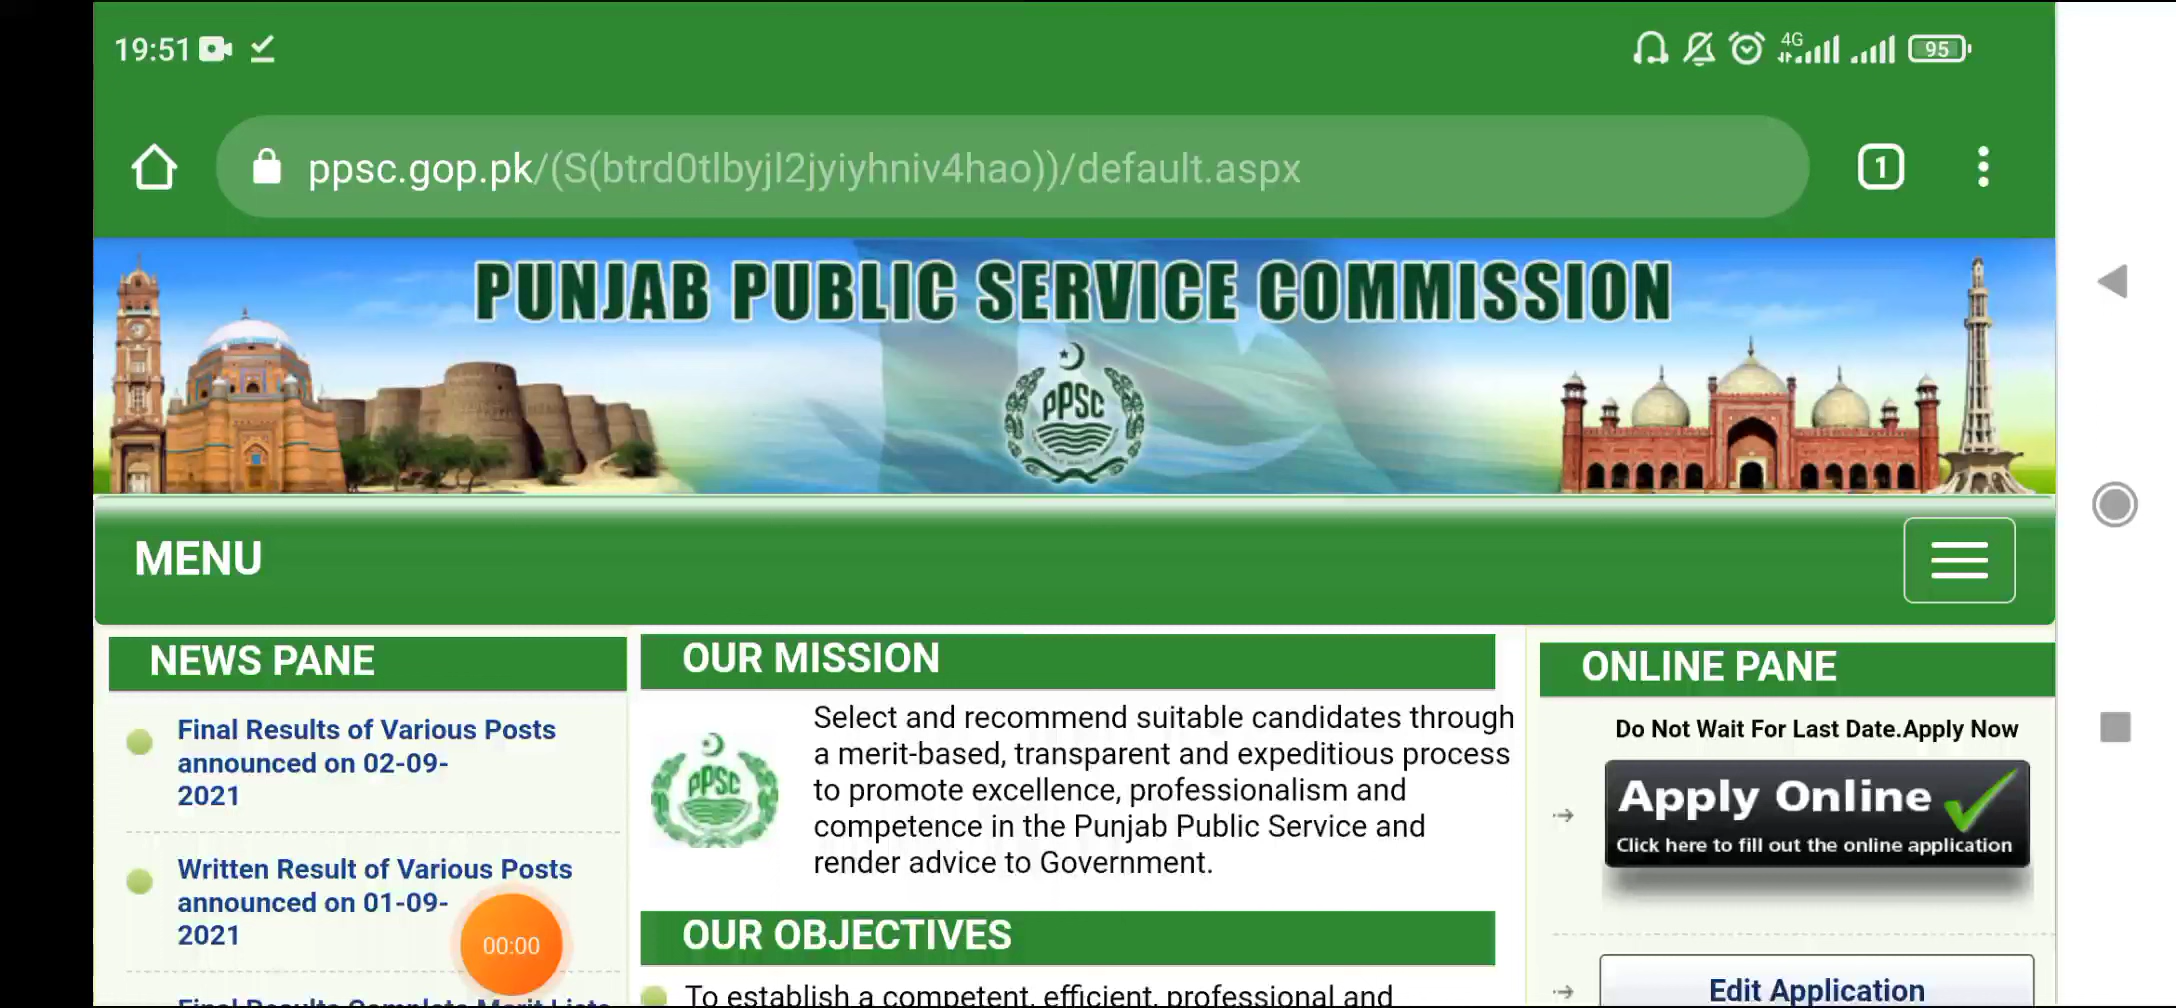 19:51
4G
95
ppsc.gop.pk/(S(btrd0tlbyjl2jyiyhniv4hao))/default.aspx
1
PUNJAB PUBLIC SERVICE COMMISSION
PPSC
MENU
NEWS PANE
Final Results of Various Posts
announced on 02-09-
2021
Written Result of Various Posts
announced on 01-09-
2021
00:00
Final Results Complete Merit Lists
OUR MISSION
PPSC
Select and recommend suitable candidates through
a merit-based, transparent and expeditious process
to promote excellence, professionalism and
competence in the Punjab Public Service and
render advice to Government.
OUR OBJECTIVES
To establish a competent, efficient, professional and
ONLINE PANE
Do Not Wait For Last Date.Apply Now
Apply Online
Click here to fill out the online application
Edit Application